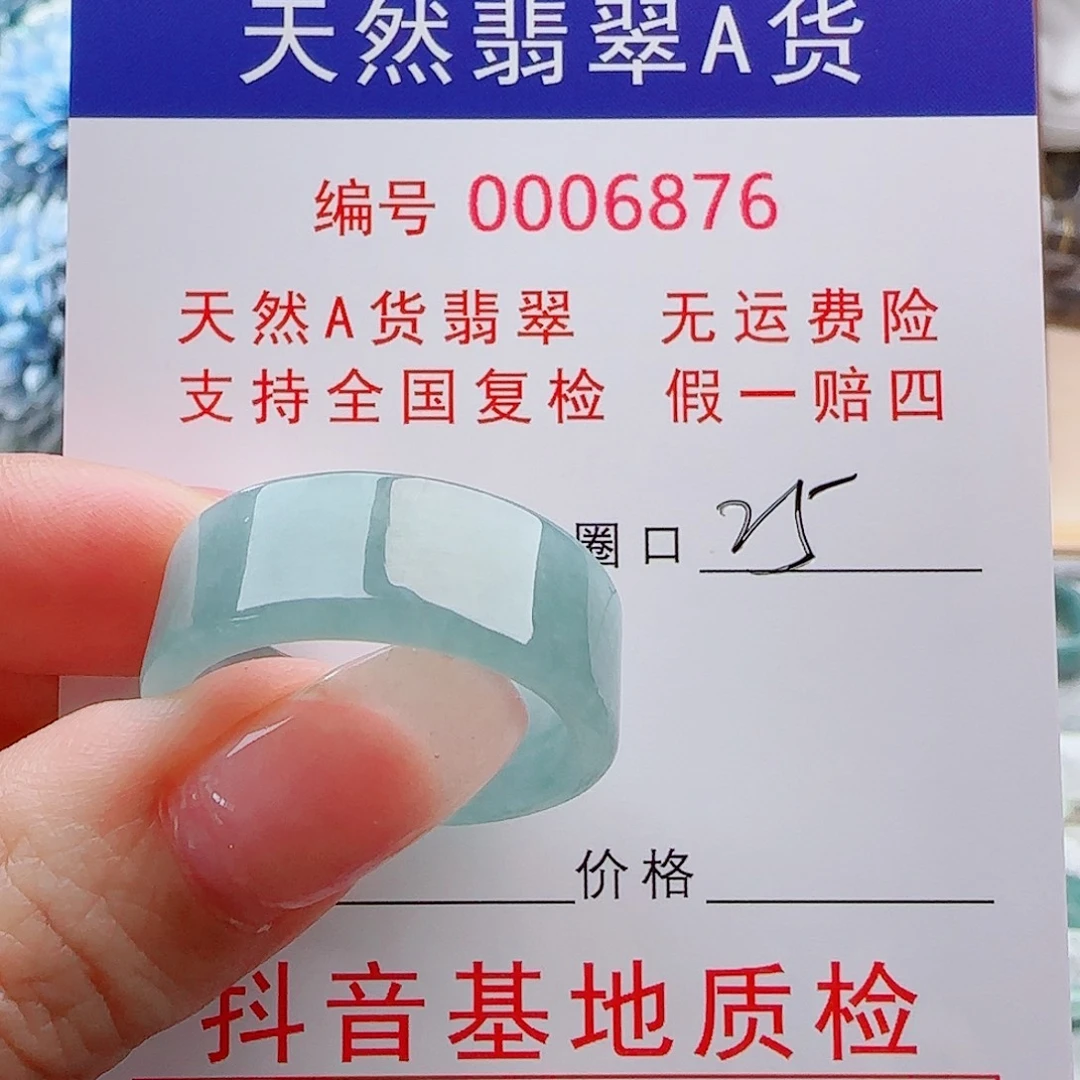 天然翡翠A货
编号 0006876
天然A货翡翠 无运费险
支持全国复检 假一赔四
圈口 25
价格
抖音基地质检